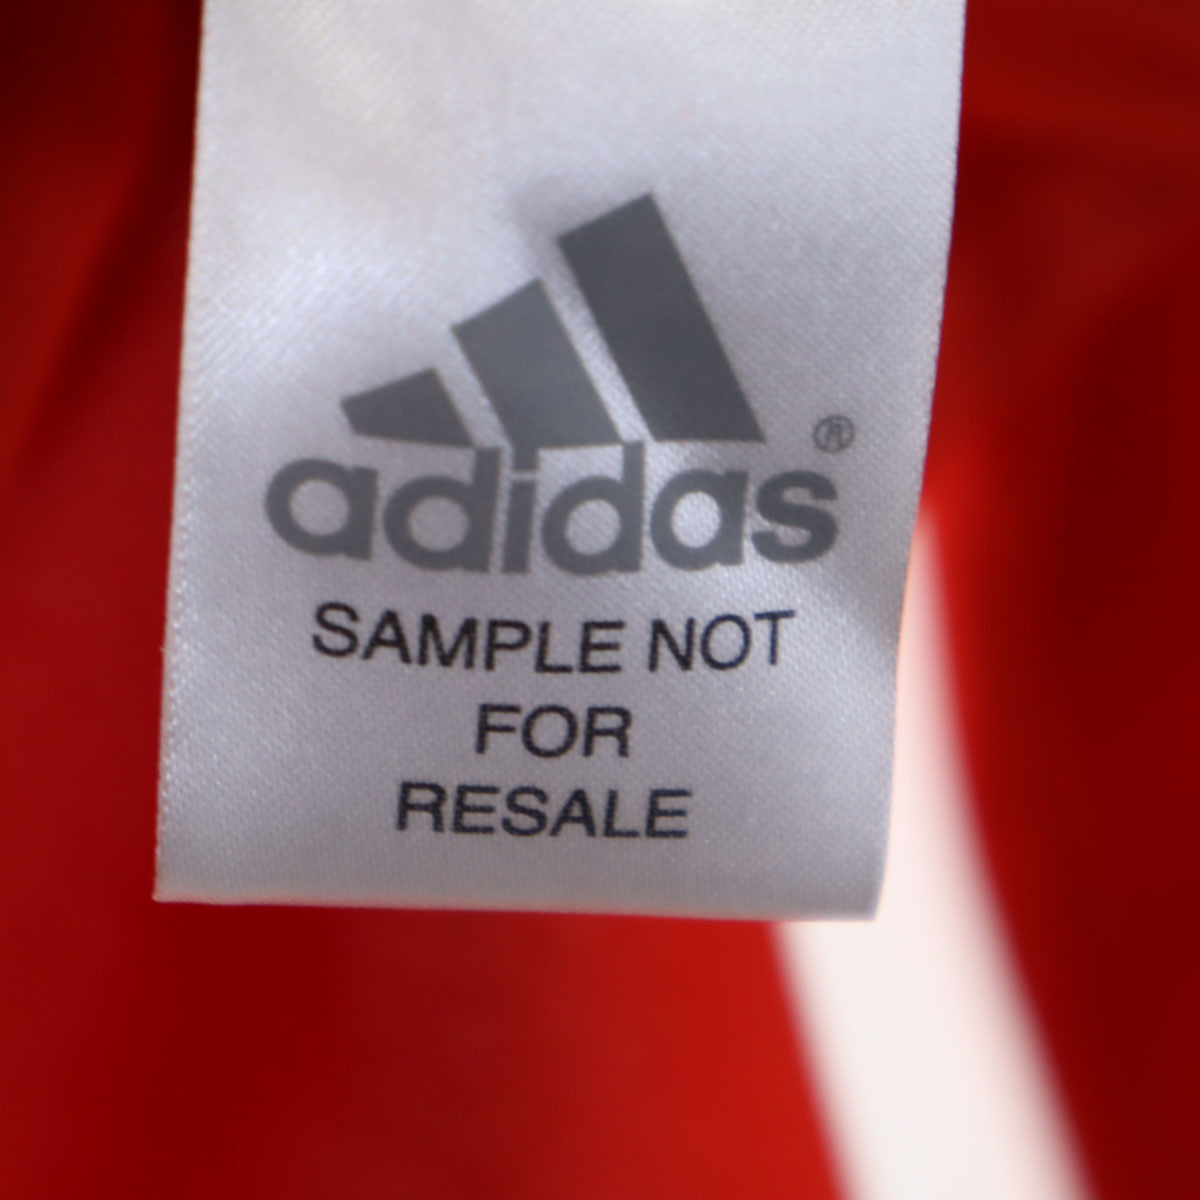 adidas®
SAMPLE NOT
FOR
RESALE